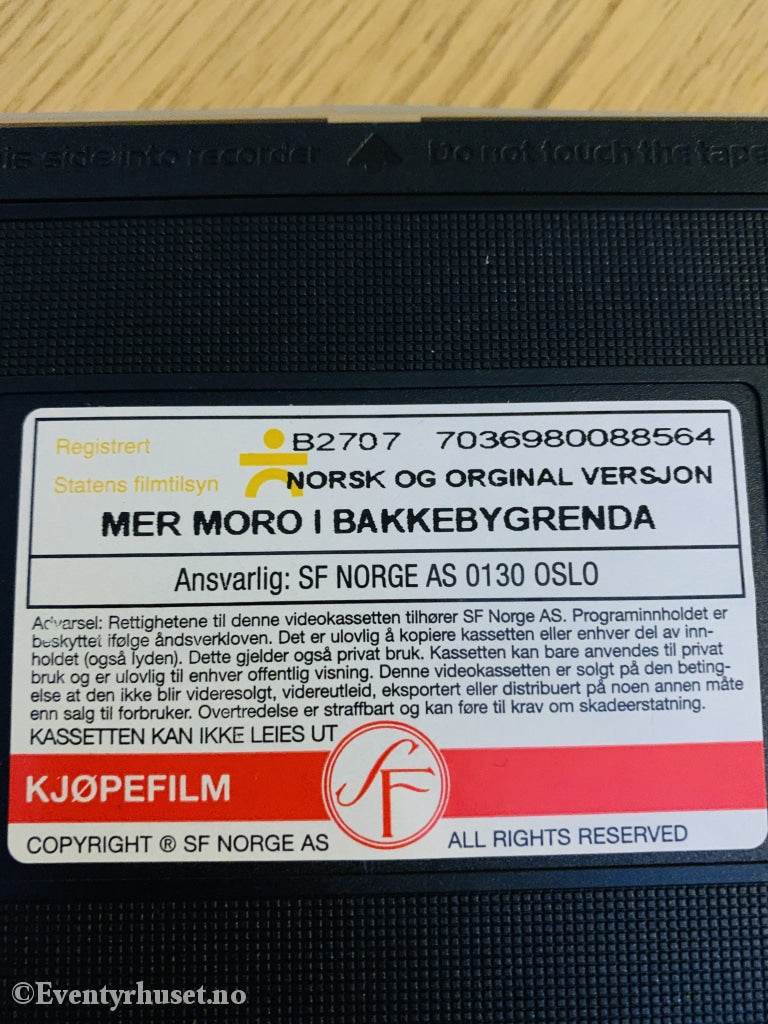 is side into recorder Do not touch the tape
Registrert B2707 7036980088564
Statens filmtilsyn NORSK OG ORGINAL VERSJON
MER MORO I BAKKEBYGRENDA
Ansvarlig: SF NORGE AS 0130 OSLO
Advarsel: Rettighetene til denne videokassetten tilhører SF Norge AS. Programinnholdet er
beskyttet ifølge åndsverkloven. Det er ulovlig å kopiere kassetten eller enhver del av inn-
holdet (også lyden). Dette gjelder også privat bruk. Kassetten kan bare anvendes til privat
bruk og er ulovlig til enhver offentlig visning. Denne videokassetten er solgt på den beting-
else at den ikke blir videresolgt, videreutleid, eksportert eller distribuert på noen annen måte
enn salg til forbruker. Overtredelse er straffbart og kan føre til krav om skadeerstatning.
KASSETTEN KAN IKKE LEIES UT
KJØPEFILM SF
COPYRIGHT ® SF NORGE AS ALL RIGHTS RESERVED
©Eventyrhuset.no